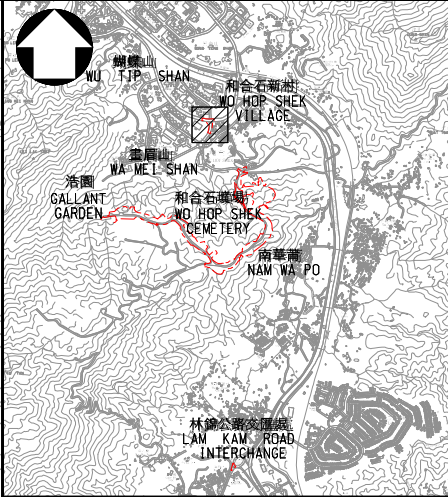 蝴蝶山
WU TIP SHAN
和合石新村
WO HOP SHEK
VILLAGE
畫眉山
WA MEI SHAN
浩園
GALLANT
GARDEN
和合石墳場
WO HOP SHEK
CEMETERY
南華莆
NAM WA PO
林錦公路交匯處
LAM KAM ROAD
INTERCHANGE